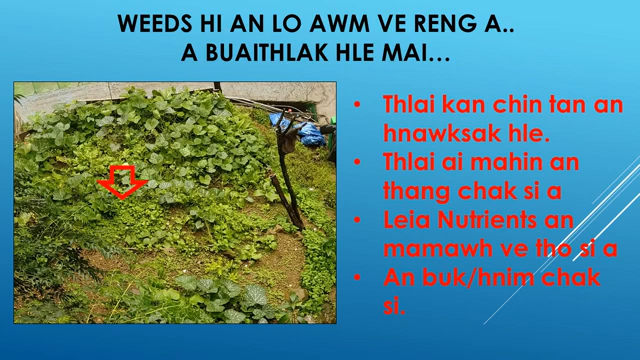 WEEDS HI AN LO AWM VE RENG A..
A BUAITHLAK HLE MAI...
• Thlai kan chin tan an
hnawksak hle.
• Thlai ai mahin an
thang chak si a
• Leia Nutrients an
mamawh ve tho si a
• An buk/hnim chak
si.